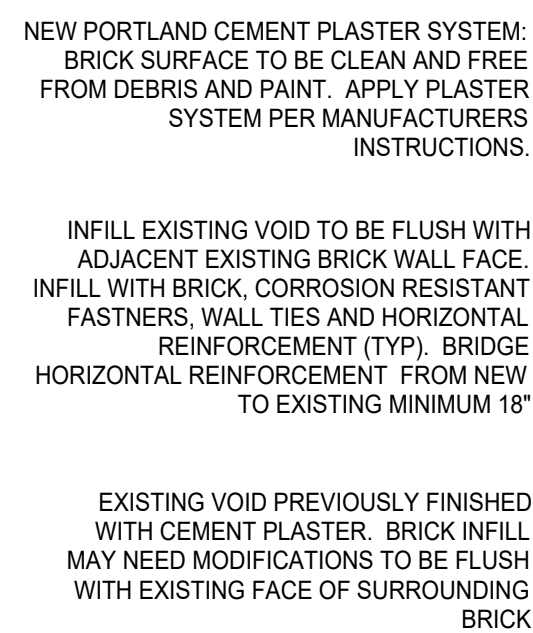 NEW PORTLAND CEMENT PLASTER SYSTEM:
BRICK SURFACE TO BE CLEAN AND FREE
FROM DEBRIS AND PAINT.  APPLY PLASTER
SYSTEM PER MANUFACTURERS
INSTRUCTIONS.
INFILL EXISTING VOID TO BE FLUSH WITH
ADJACENT EXISTING BRICK WALL FACE.
INFILL WITH BRICK, CORROSION RESISTANT
FASTNERS, WALL TIES AND HORIZONTAL
REINFORCEMENT (TYP).  BRIDGE
HORIZONTAL REINFORCEMENT  FROM NEW
TO EXISTING MINIMUM 18"
EXISTING VOID PREVIOUSLY FINISHED
WITH CEMENT PLASTER.  BRICK INFILL
MAY NEED MODIFICATIONS TO BE FLUSH
WITH EXISTING FACE OF SURROUNDING
BRICK